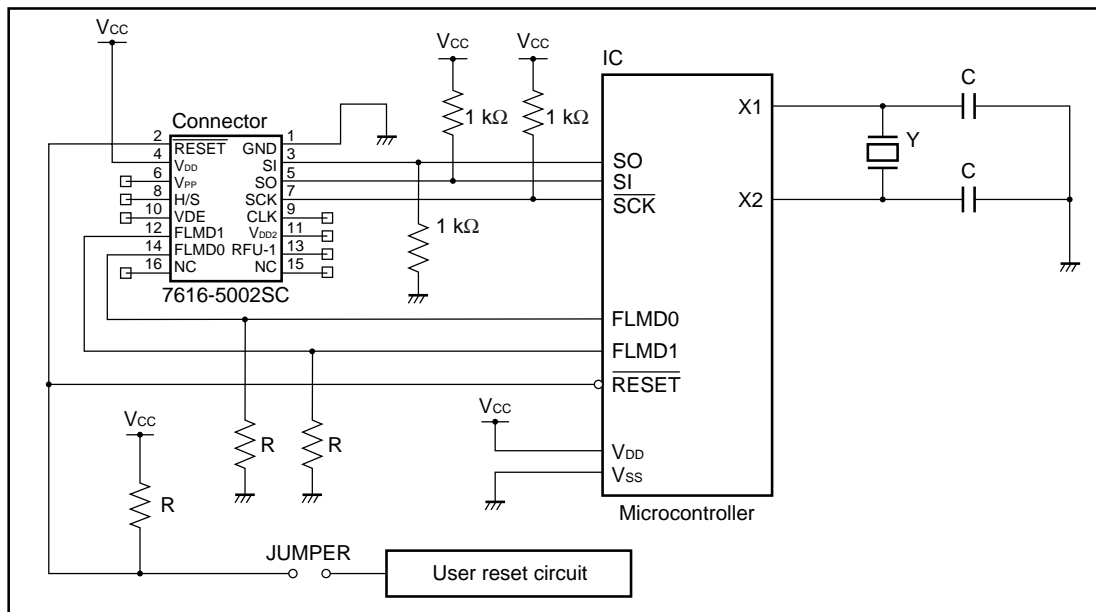 VCC
VCC
VCC
IC
1 kΩ
1 kΩ
Connector
2 RESET GND 1
4 VDD SI 3
6 VPP SO 5
8 H/S SCK 7
10 VDE CLK 9
12 FLMD1 VDD2 11
14 FLMD0 RFU-1 13
16 NC NC 15
7616-5002SC
1 kΩ
SO
SI
SCK
X1
X2
C
Y
C
FLMD0
FLMD1
RESET
VCC
VCC
R
R
R
VDD
VSS
Microcontroller
JUMPER
User reset circuit